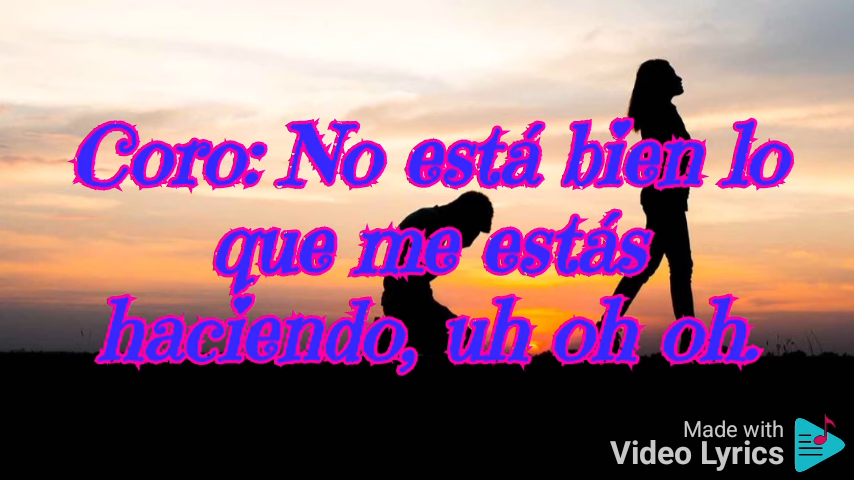 Coro: No está bien lo
que me estás
haciendo, uh oh oh.
Made with
Video Lyrics